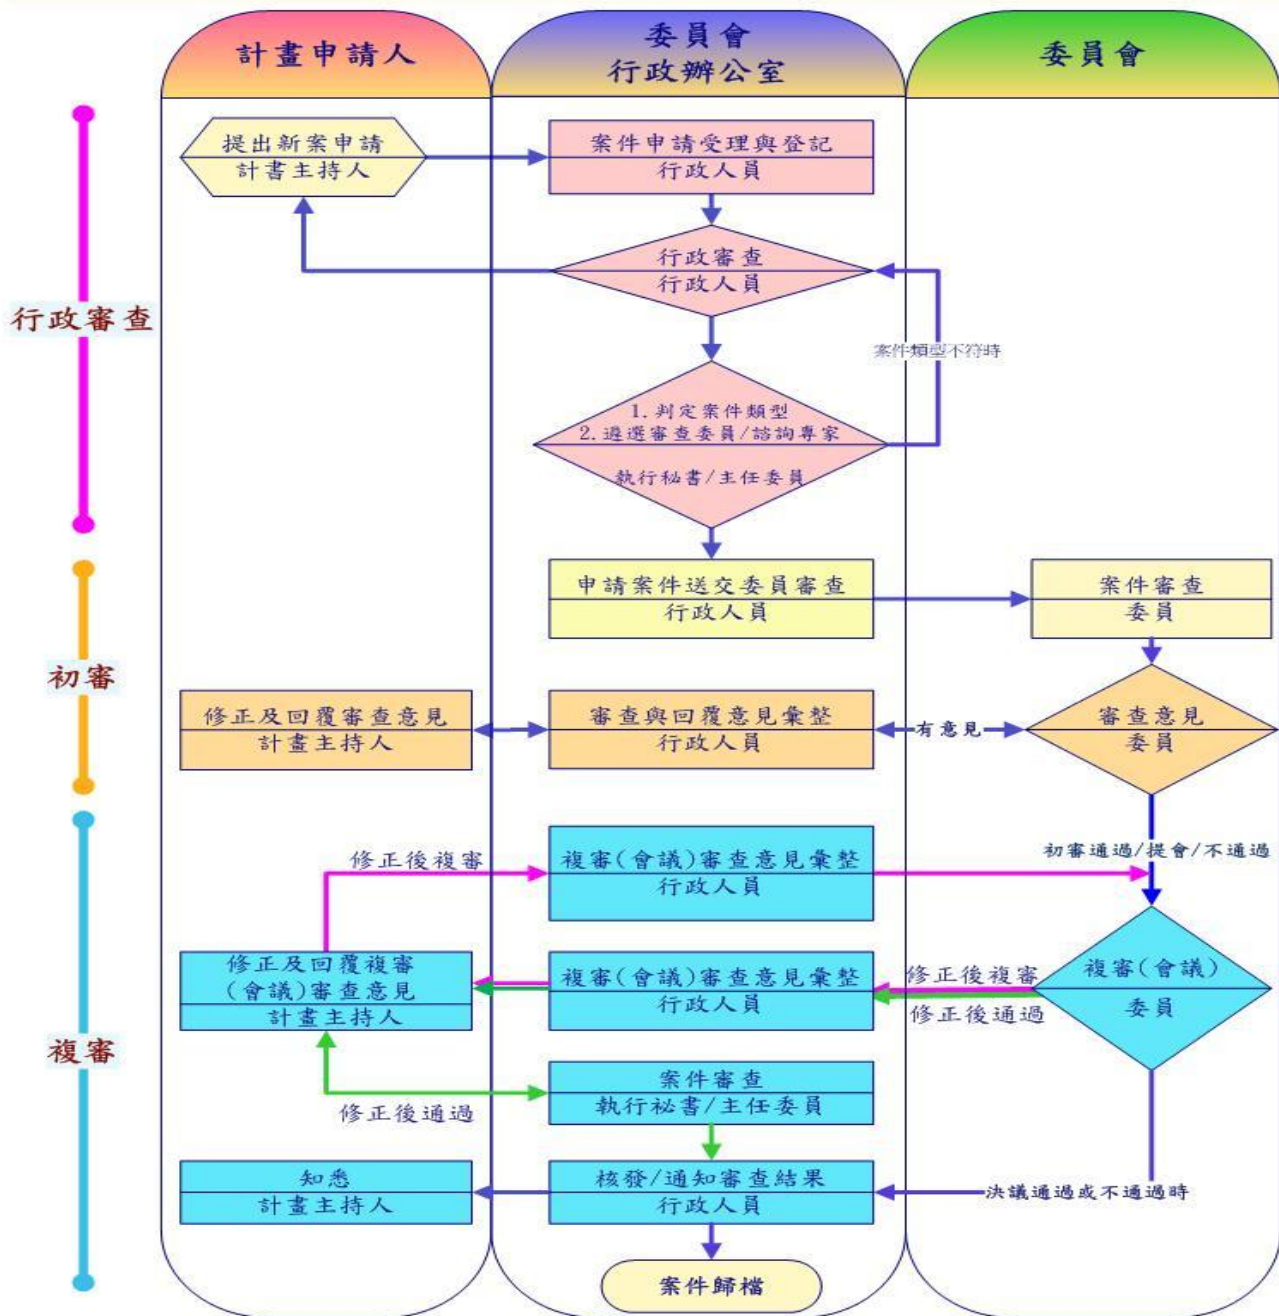 計畫申請人
委員會
行政辦公室
委員會
行政審查
提出新案申請
計書主持人
案件申請受理與登記
行政人員
行政審查
行政人員
案件類型不符時
1. 判定案件類型
2. 遴選審查委員/諮詢專家
執行秘書/主任委員
初審
申請案件送交委員審查
行政人員
案件審查
委員
修正及回覆審查意見
計畫主持人
審查與回覆意見彙整
行政人員
有意見
審查意見
委員
初審通過/提會/不通過
複審
修正後複審
複審(會議)審查意見彙整
行政人員
修正及回覆複審
(會議)審查意見
計畫主持人
複審(會議)審查意見彙整
行政人員
修正後複審
修正後通過
複審(會議)
委員
修正後通過
案件審查
執行祕書/主任委員
知悉
計畫主持人
核發/通知審查結果
行政人員
決議通過或不通過時
案件歸檔